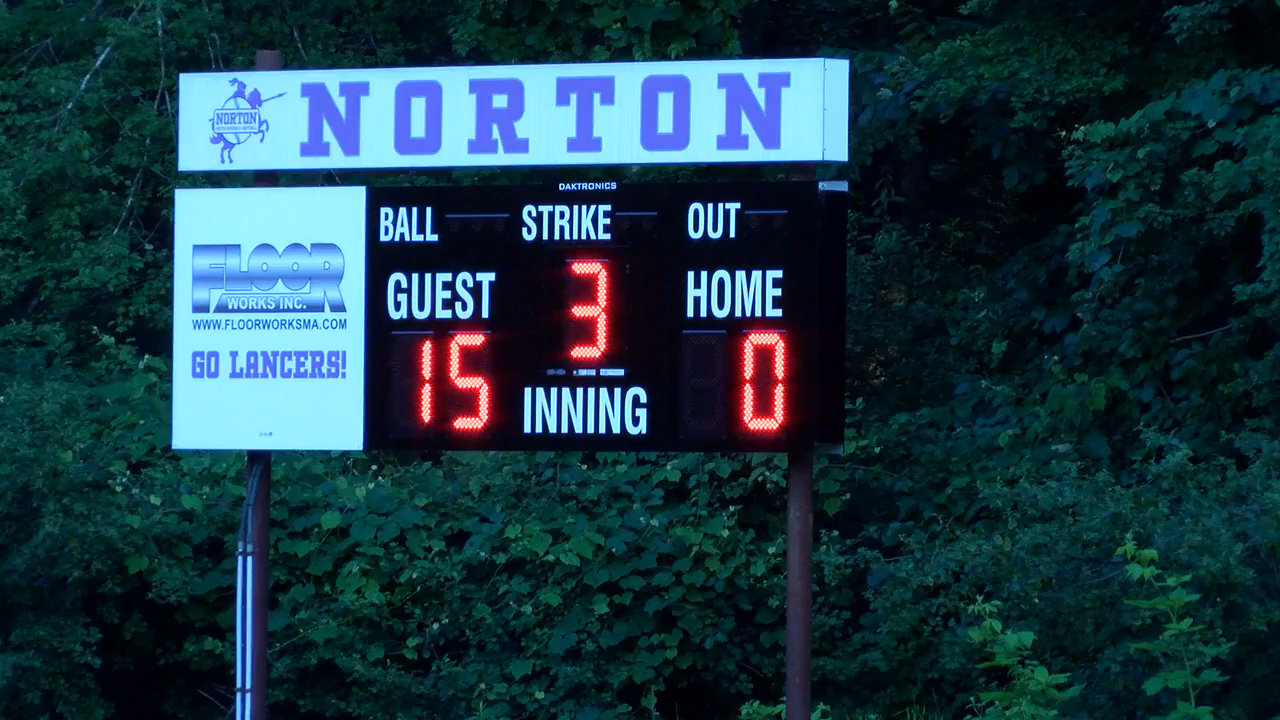 NORTON
NORTON
DAKTRONICS
BALL STRIKE OUT
GUEST 3 HOME
15 INNING 0
FLOOR
WORKS INC.
WWW.FLOORWORKSMA.COM
GO LANCERS!